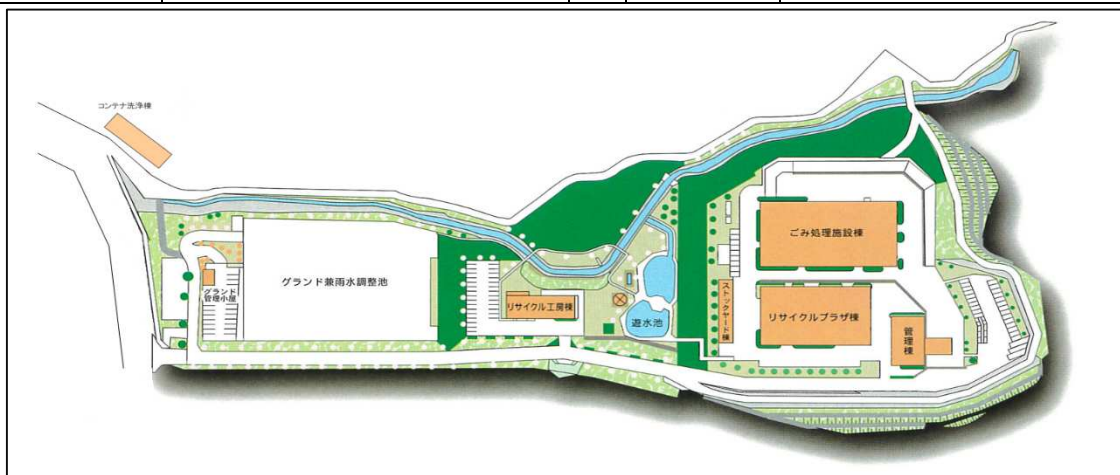 コンテナ洗浄棟
ごみ処理施設棟
グランド兼雨水調整池
グランド
管理小屋
リサイクル工房棟
ストックヤード棟
リサイクルプラザ棟
遊水池
管理棟